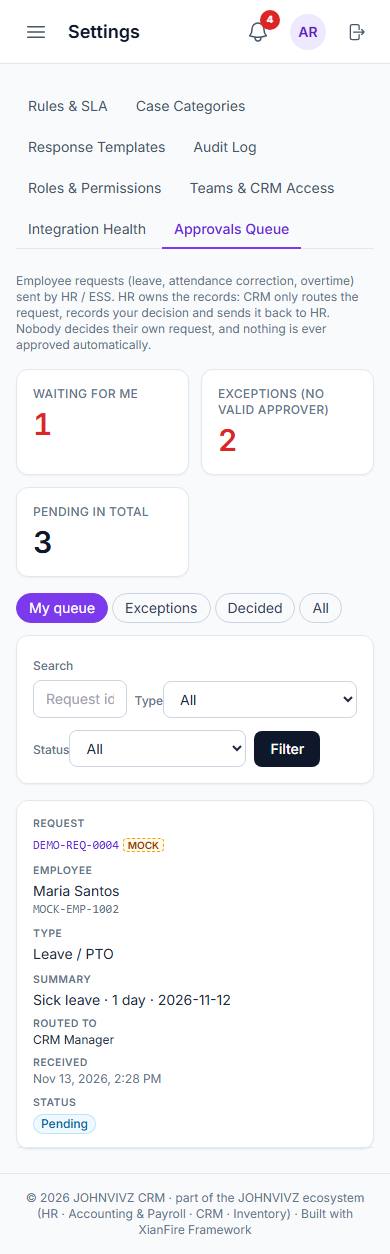 Settings
4
AR
Rules & SLA Case Categories
Response Templates Audit Log
Roles & Permissions Teams & CRM Access
Integration Health Approvals Queue
Employee requests (leave, attendance correction, overtime)
sent by HR / ESS. HR owns the records: CRM only routes the
request, records your decision and sends it back to HR.
Nobody decides their own request, and nothing is ever
approved automatically.
WAITING FOR ME
1
EXCEPTIONS (NO
VALID APPROVER)
2
PENDING IN TOTAL
3
My queue Exceptions Decided All
Search
Request id Type All
Status All Filter
REQUEST
DEMO-REQ-0004 MOCK
EMPLOYEE
Maria Santos
MOCK-EMP-1002
TYPE
Leave / PTO
SUMMARY
Sick leave · 1 day · 2026-11-12
ROUTED TO
CRM Manager
RECEIVED
Nov 13, 2026, 2:28 PM
STATUS
Pending
© 2026 JOHNVIVZ CRM · part of the JOHNVIVZ ecosystem
(HR · Accounting & Payroll · CRM · Inventory) · Built with
XianFire Framework